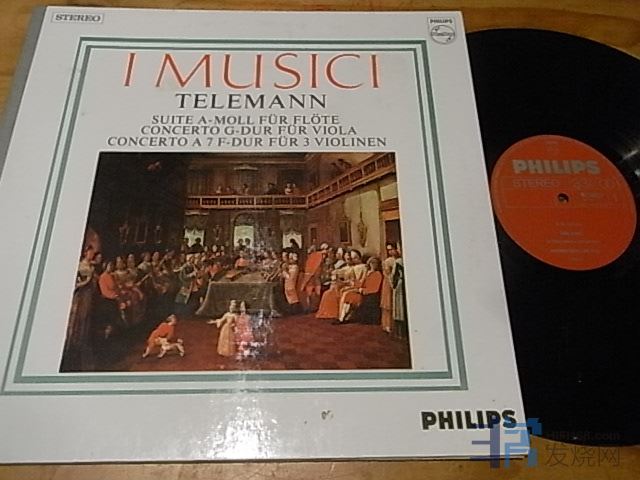 STEREO
PHILIPS
I MUSICI
TELEMANN
SUITE A-MOLL FÜR FLÖTE
CONCERTO G-DUR FÜR VIOLA
CONCERTO A 7 F-DUR FÜR 3 VIOLINEN
PHILIPS
PHILIPS
STEREO
发烧网